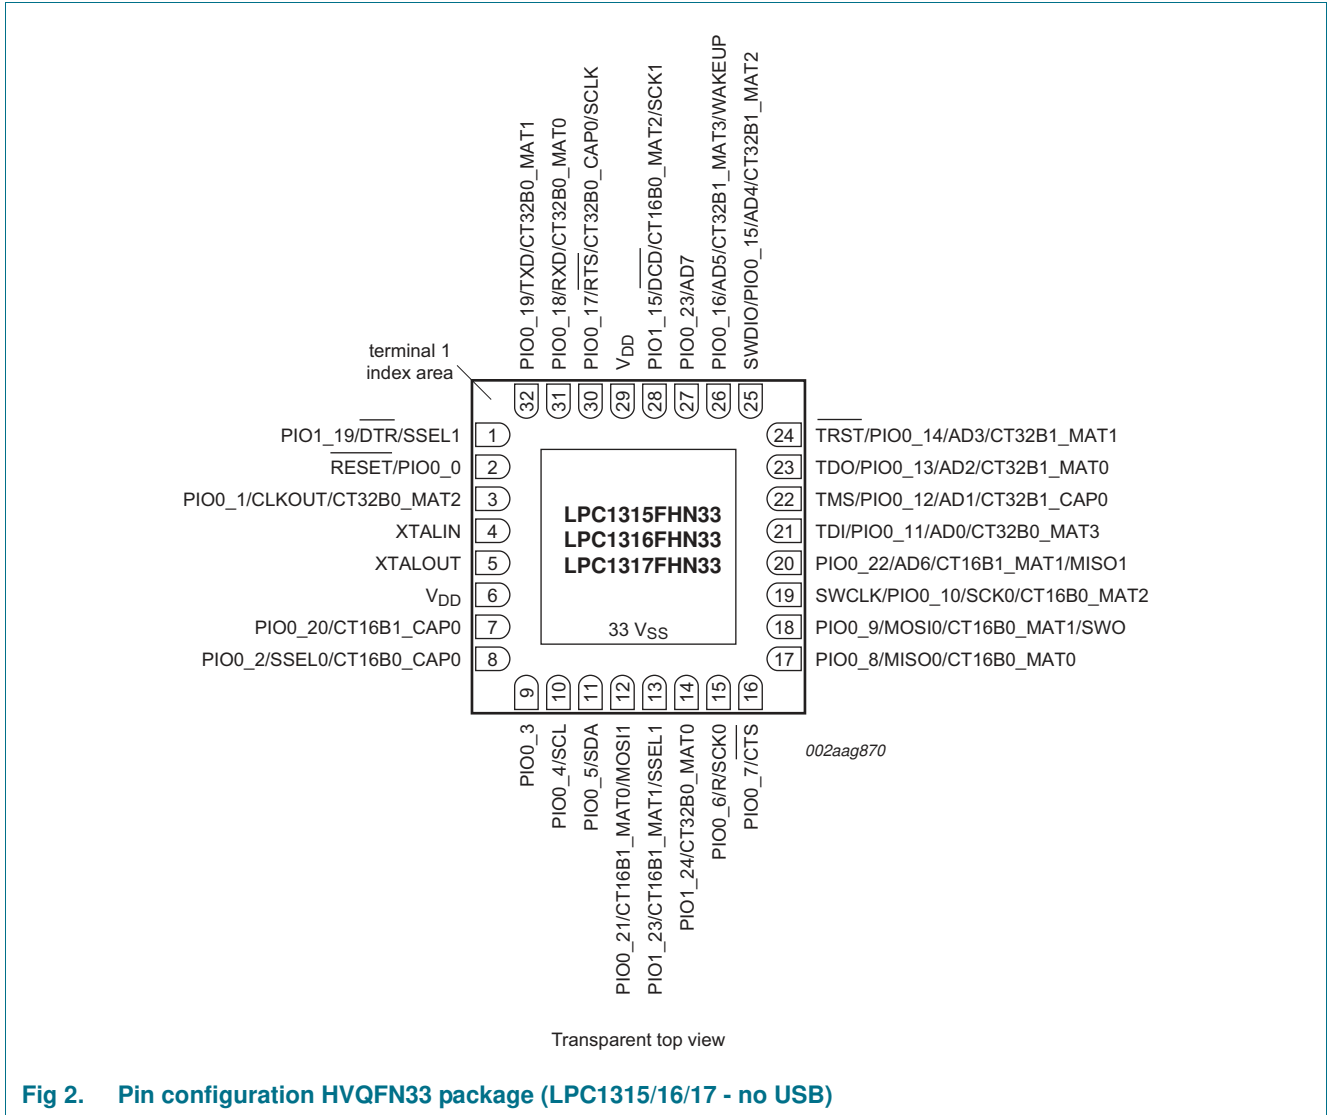 PIO0_19/TXD/CT32B0_MAT1
PIO0_18/RXD/CT32B0_MAT0
PIO0_17/RTS/CT32B0_CAP0/SCLK
VDD
PIO1_15/DCD/CT16B0_MAT2/SCK1
PIO0_23/AD7
PIO0_16/AD5/CT32B1_MAT3/WAKEUP
SWDIO/PIO0_15/AD4/CT32B1_MAT2
terminal 1
index area
32
31
30
29
28
27
26
25
PIO1_19/DTR/SSEL1 1
RESET/PIO0_0 2
PIO0_1/CLKOUT/CT32B0_MAT2 3
XTALIN 4
XTALOUT 5
VDD 6
PIO0_20/CT16B1_CAP0 7
PIO0_2/SSEL0/CT16B0_CAP0 8
LPC1315FHN33
LPC1316FHN33
LPC1317FHN33
33 VSS
24 TRST/PIO0_14/AD3/CT32B1_MAT1
23 TDO/PIO0_13/AD2/CT32B1_MAT0
22 TMS/PIO0_12/AD1/CT32B1_CAP0
21 TDI/PIO0_11/AD0/CT32B0_MAT3
20 PIO0_22/AD6/CT16B1_MAT1/MISO1
19 SWCLK/PIO0_10/SCK0/CT16B0_MAT2
18 PIO0_9/MOSI0/CT16B0_MAT1/SWO
17 PIO0_8/MISO0/CT16B0_MAT0
9
10
11
12
13
14
15
16
PIO0_3
PIO0_4/SCL
PIO0_5/SDA
PIO0_21/CT16B1_MAT0/MOSI1
PIO1_23/CT16B1_MAT1/SSEL1
PIO1_24/CT32B0_MAT0
PIO0_6/R/SCK0
PIO0_7/CTS
002aag870
Transparent top view
Fig 2. Pin configuration HVQFN33 package (LPC1315/16/17 - no USB)